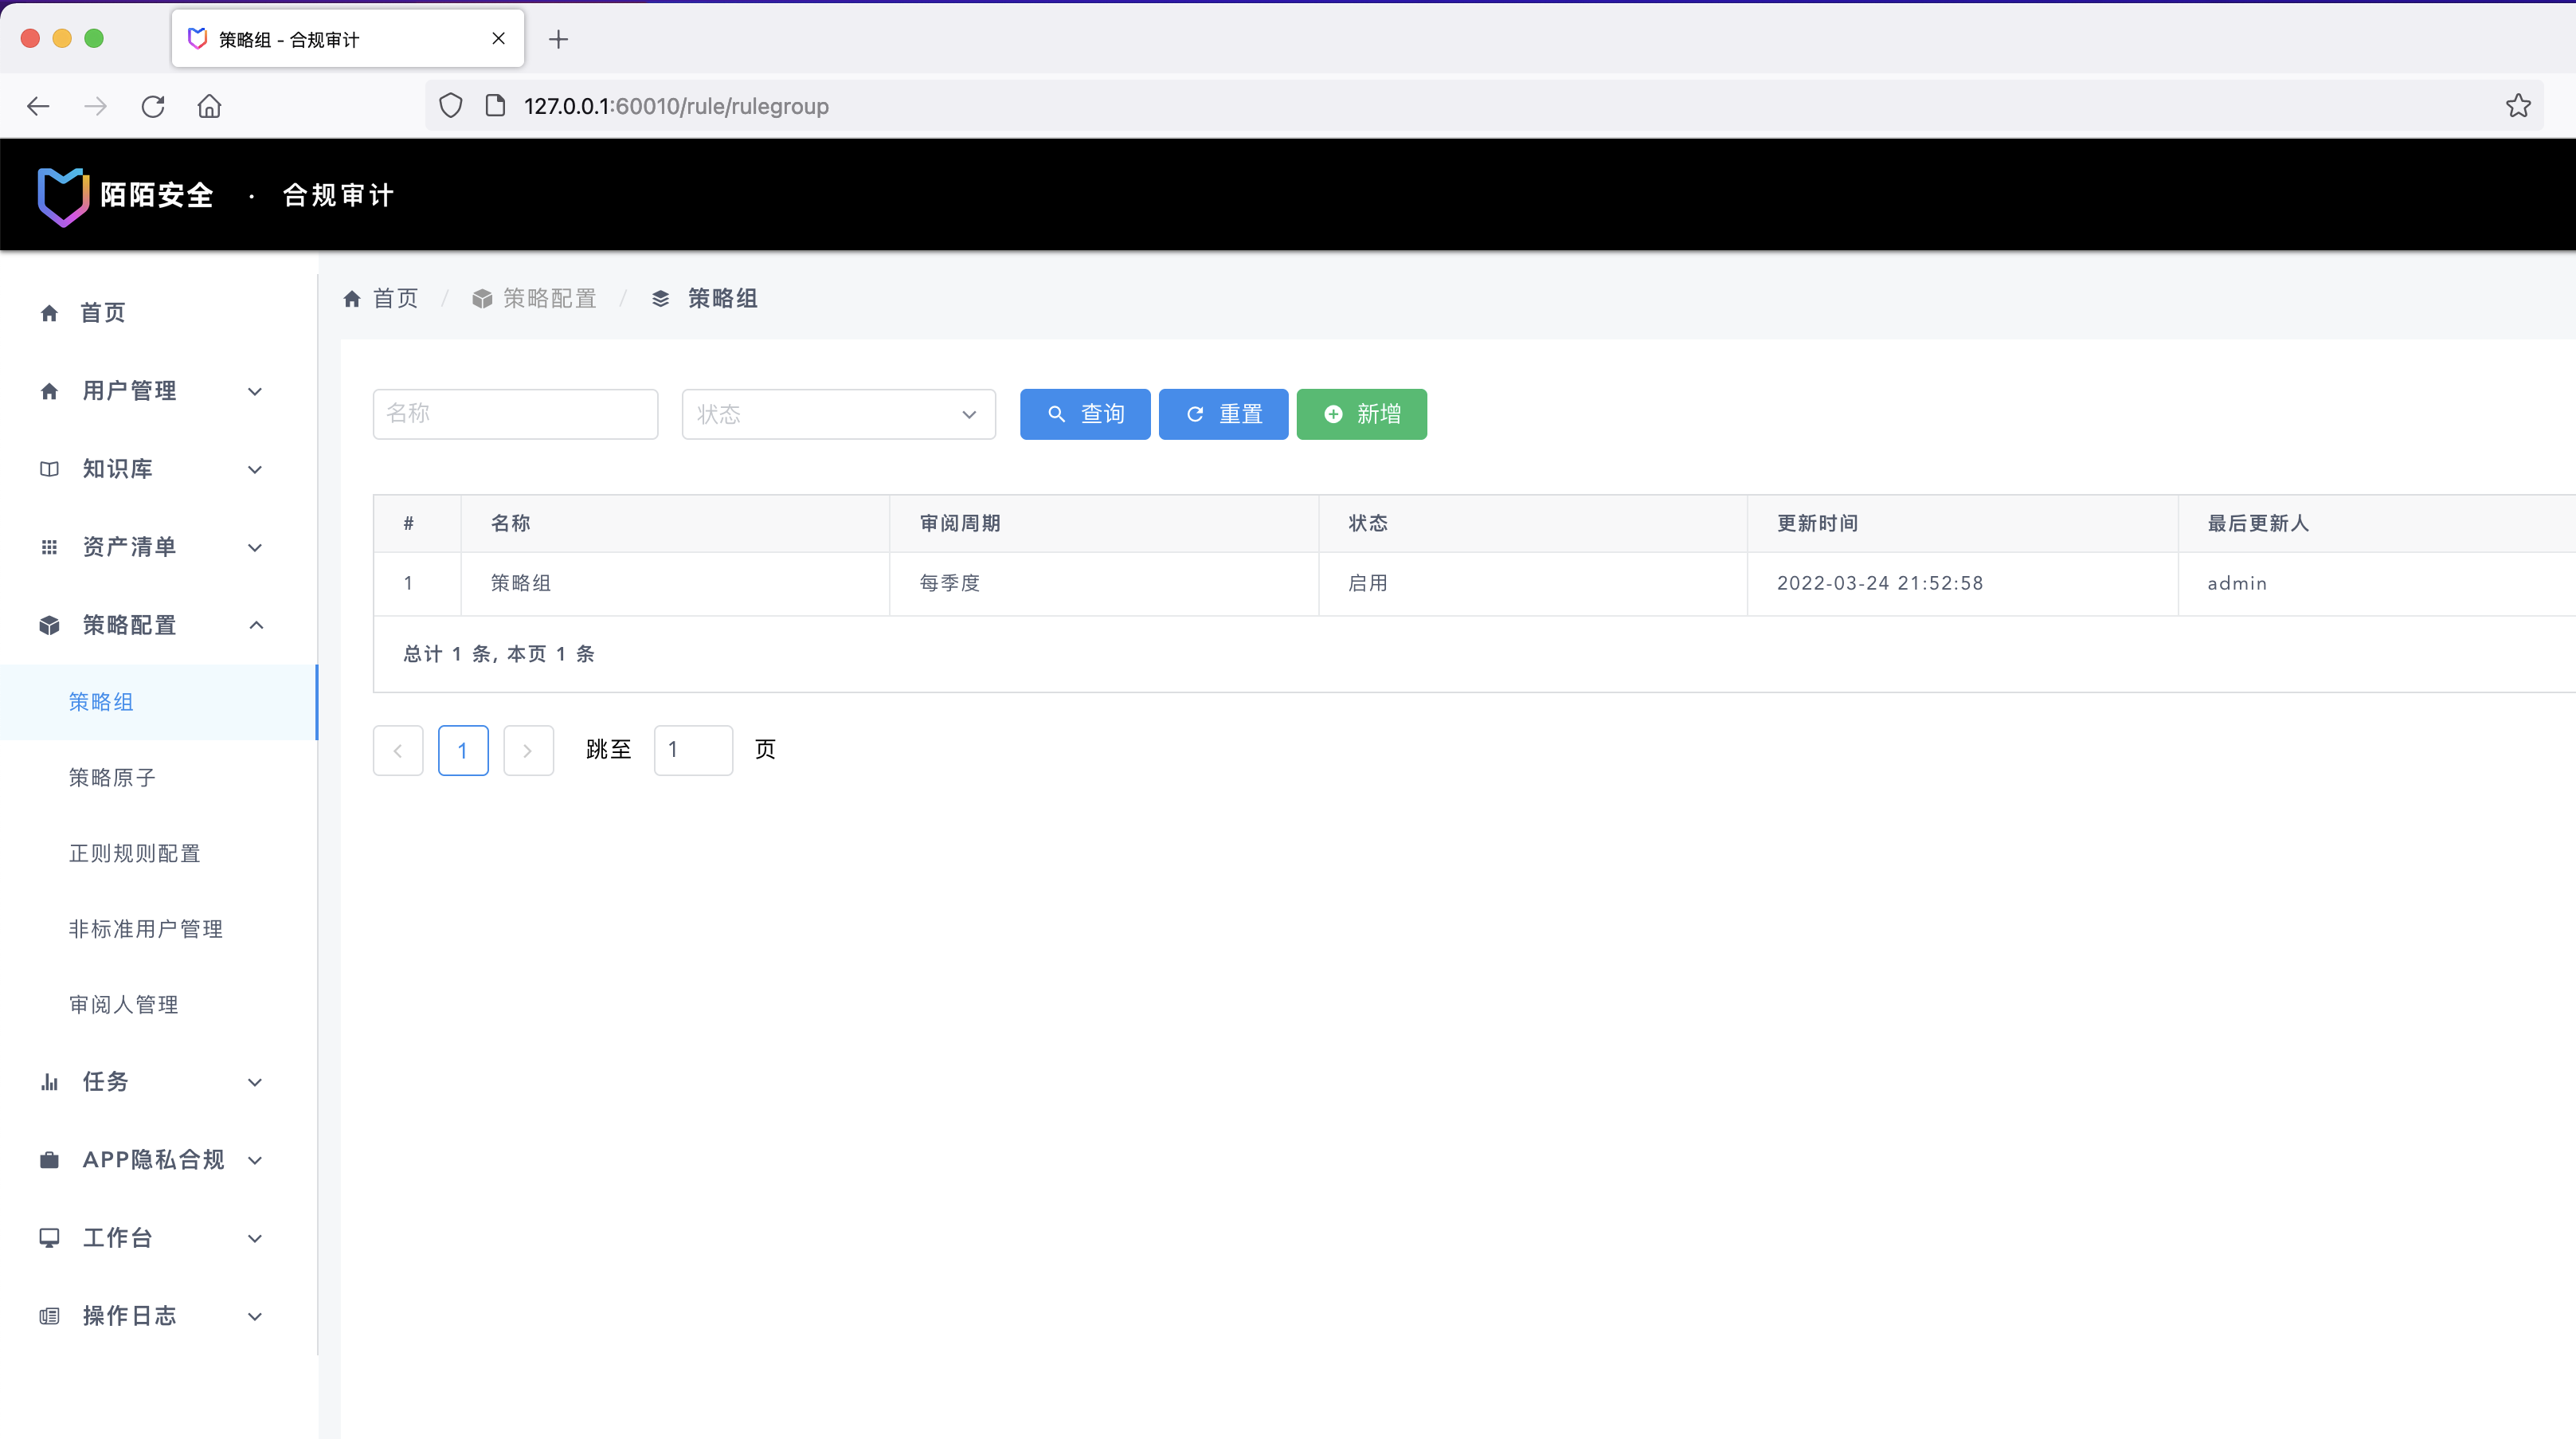 策略组 - 合规审计
127.0.0.1:60010/rule/rulegroup
陌陌安全 · 合规审计
首页
用户管理
知识库
资产清单
策略配置
策略组
策略原子
正则规则配置
非标准用户管理
审阅人管理
任务
APP隐私合规
工作台
操作日志
首页 / 策略配置 / 策略组
名称 状态 查询 重置 新增
# 名称 审阅周期 状态 更新时间 最后更新人
1 策略组 每季度 启用 2022-03-24 21:52:58 admin
总计 1 条, 本页 1 条
1 跳至 1 页